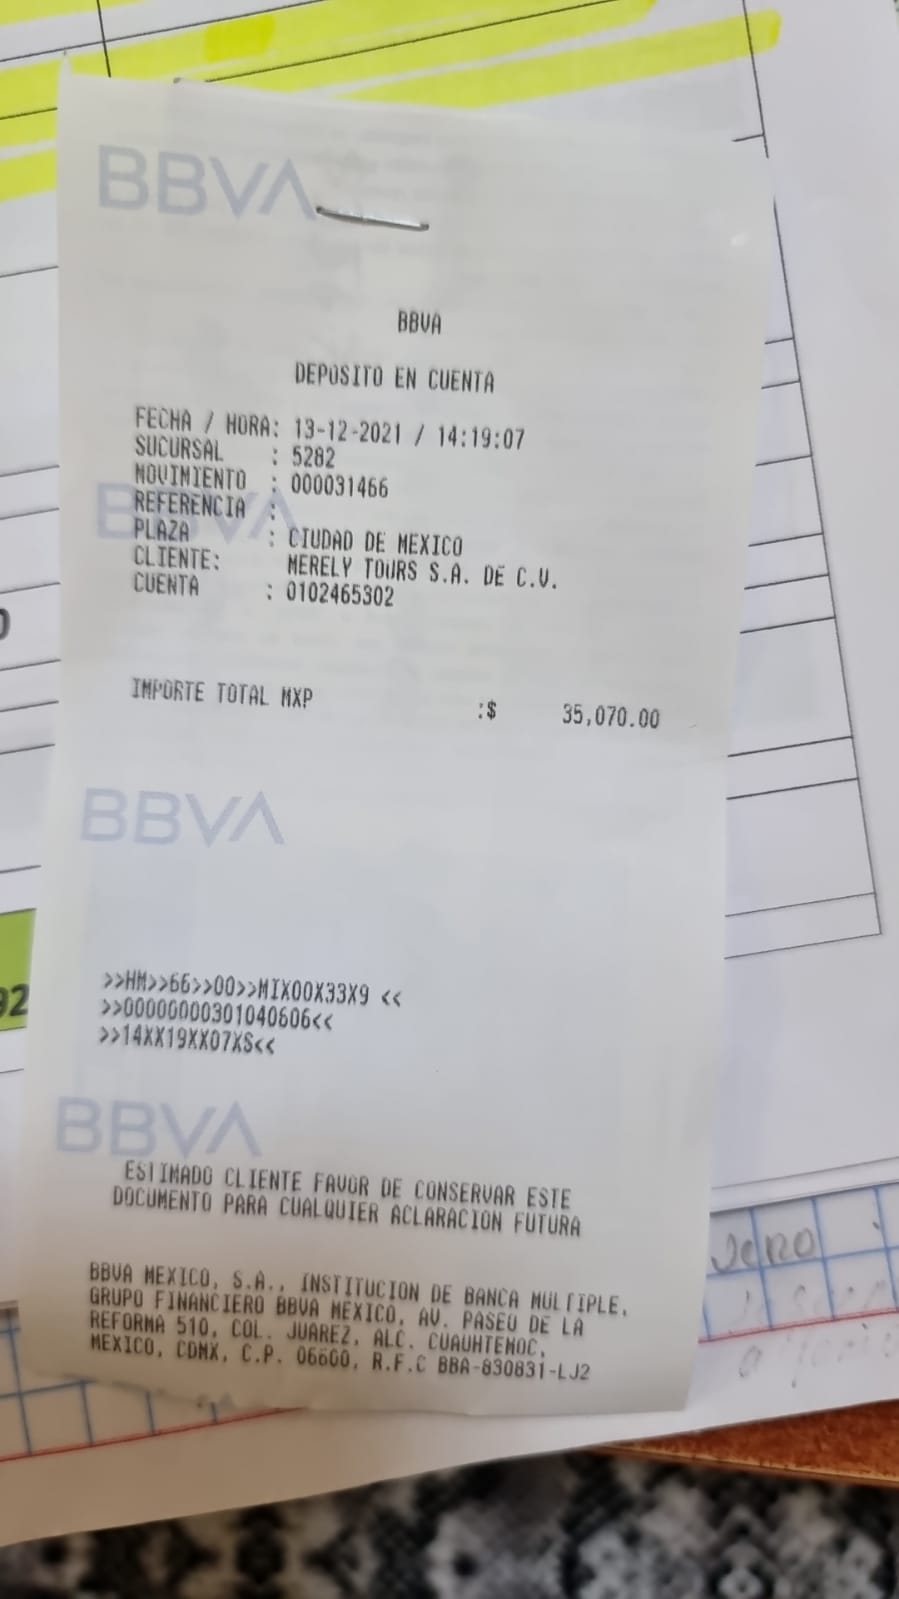 BBVA
BBVA
DEPOSITO EN CUENTA
FECHA / HORA: 13-12-2021 / 14:19:07
SUCURSAL : 5282
MOVIMIENTO : 000031466
REFERENCIA :
BBVA
PLAZA : CIUDAD DE MEXICO
CLIENTE: MERELY TOURS S.A. DE C.V.
CUENTA : 0102465302
IMPORTE TOTAL MXP :$ 35,070.00
BBVA
>>HM>>66>>00>>MIX00X33X9 <<
>>00000000301040606<<
>>14XX19XX07XS<<
BBVA
ESTIMADO CLIENTE FAVOR DE CONSERVAR ESTE
DOCUMENTO PARA CUALQUIER ACLARACION FUTURA
BBVA MEXICO, S.A., INSTITUCION DE BANCA MULTIPLE,
GRUPO FINANCIERO BBVA MEXICO, AV. PASEO DE LA
REFORMA 510, COL. JUAREZ, ALC. CUAUHTEMOC,
MEXICO, CDMX, C.P. 06600, R.F.C BBA-830831-LJ2
92